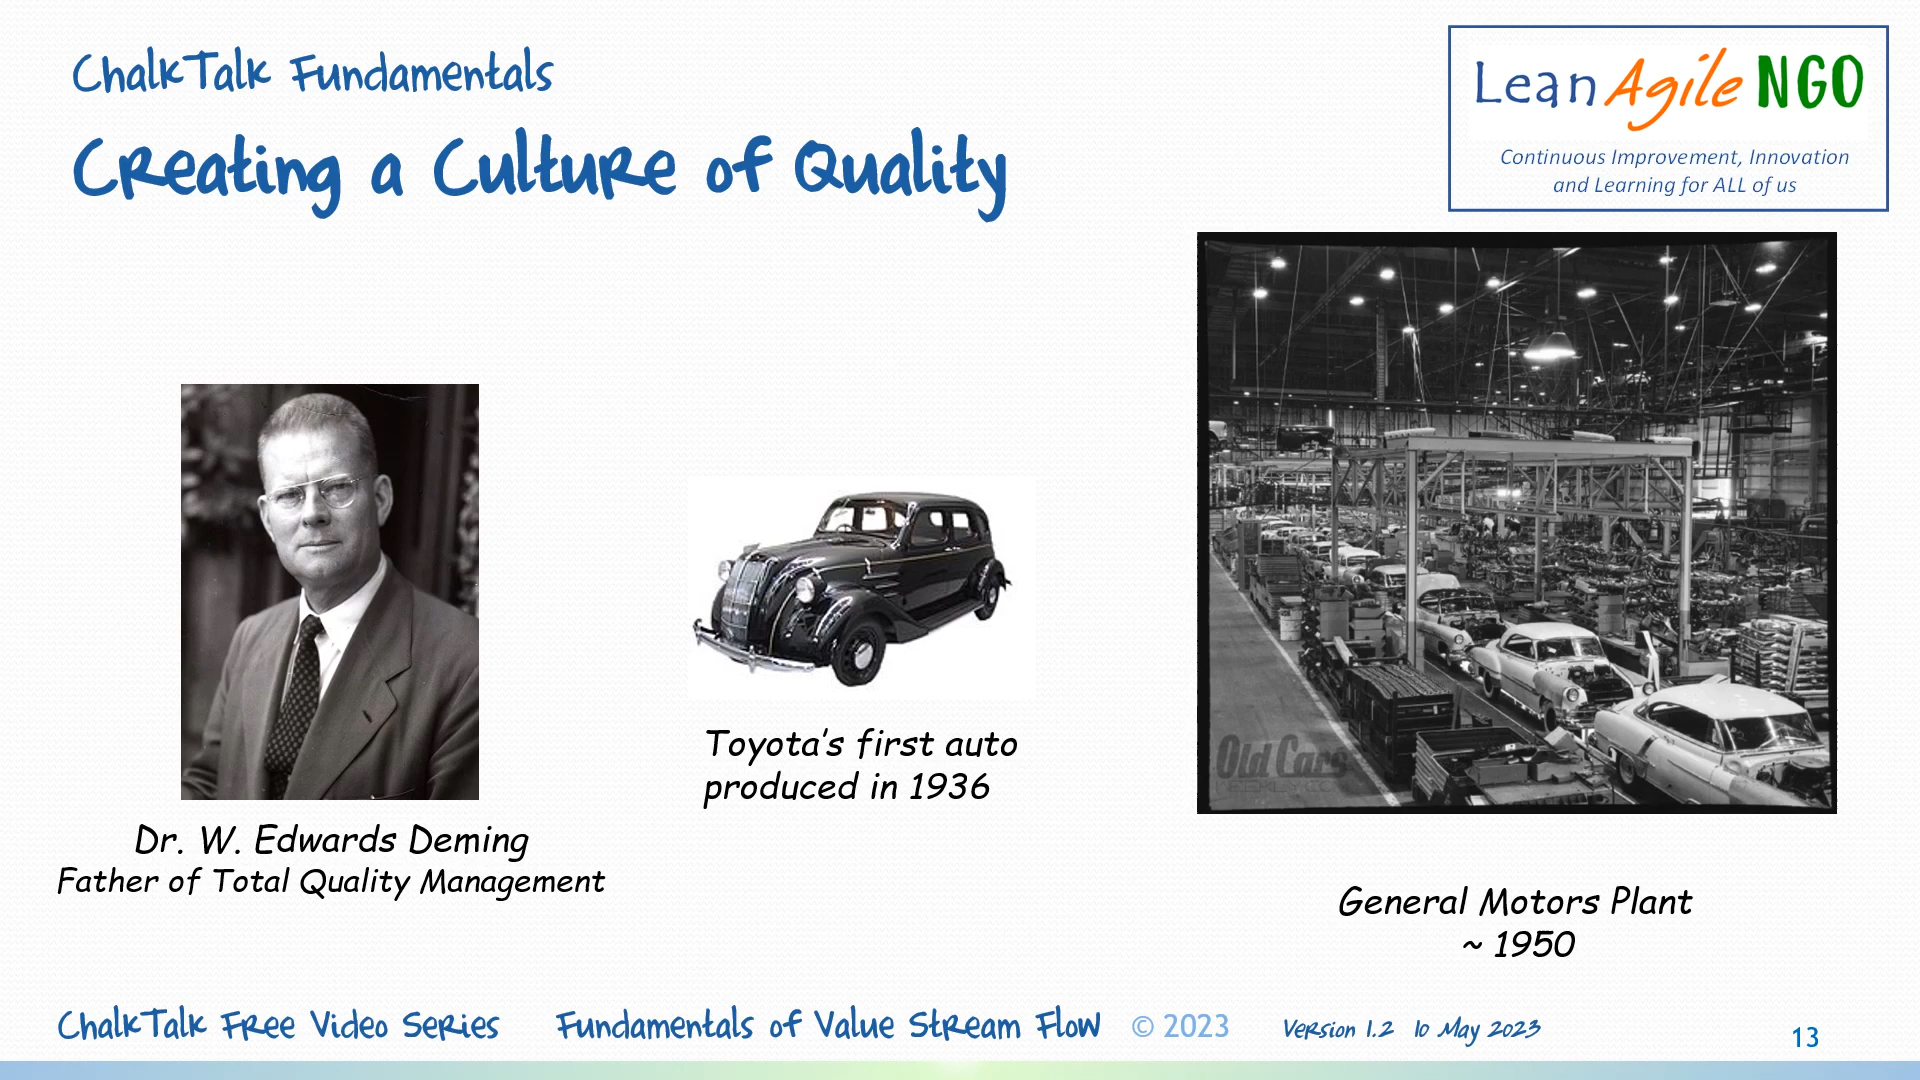 ChalkTalk Fundamentals
Creating a Culture of Quality
Lean Agile NGO
Continuous Improvement, Innovation
and Learning for ALL of us
Toyota’s first auto
produced in 1936
Old Cars
Dr. W. Edwards Deming
Father of Total Quality Management
General Motors Plant
~ 1950
ChalkTalk Free Video Series Fundamentals of Value Stream Flow © 2023 Version 1.2 10 May 2023
13